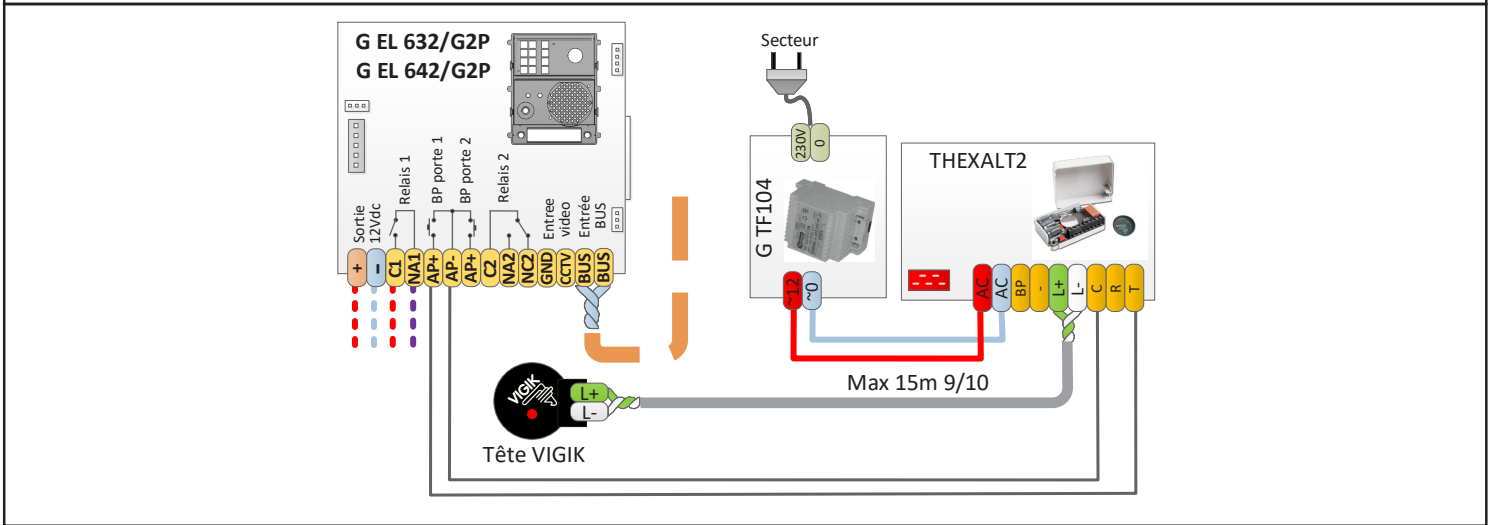 G EL 632/G2P
G EL 642/G2P
Relais 1
BP porte 1
BP porte 2
Relais 2
Sortie
12Vdc
Entree
video
Entrée
BUS
+
-
C1
NA1
AP+
AP-
AP+
C2
NA2
NC2
GND
CCTV
BUS
BUS
Secteur
230V
0
G TF104
~12
~0
THEXALT2
AC
AC
BP
-
L+
L-
C
R
T
Max 15m 9/10
VIGIK
L+
L-
Tête VIGIK